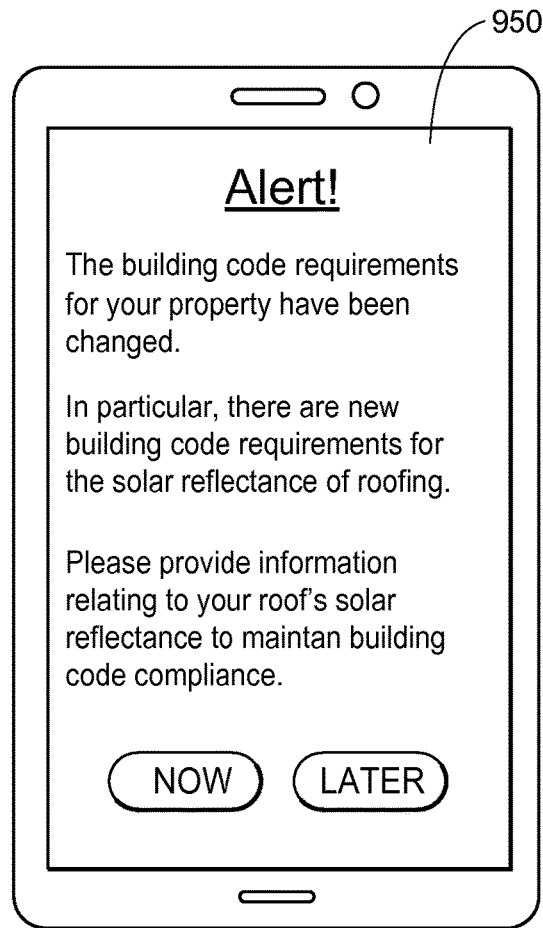 950
Alert!
The building code requirements
for your property have been
changed.
In particular, there are new
building code requirements for
the solar reflectance of roofing.
Please provide information
relating to your roof's solar
reflectance to maintan building
code compliance.
NOW LATER